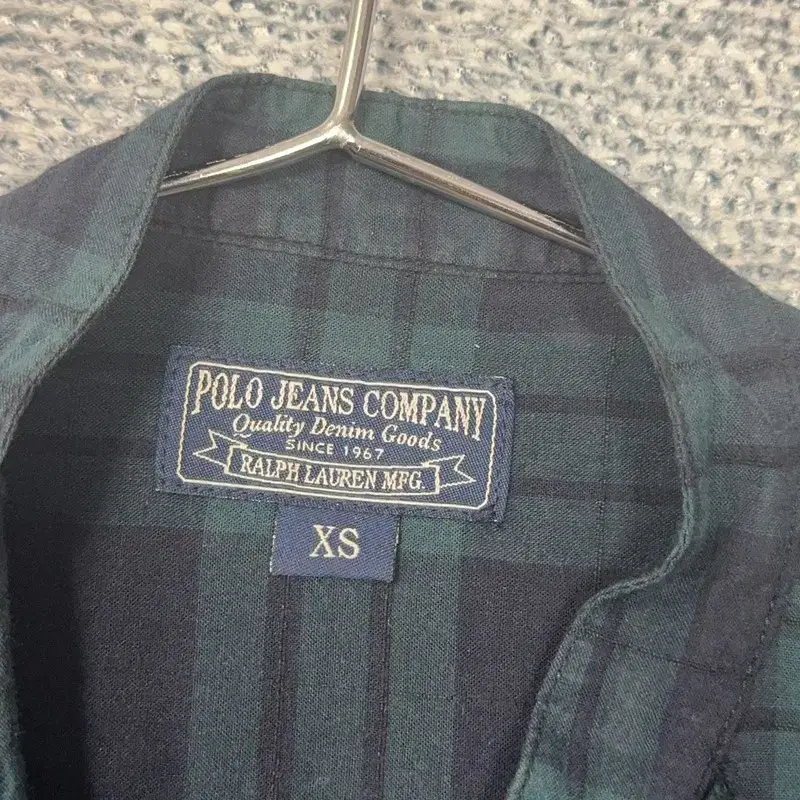 POLO JEANS COMPANY
Quality Denim Goods
SINCE 1967
RALPH LAUREN MFG.
XS